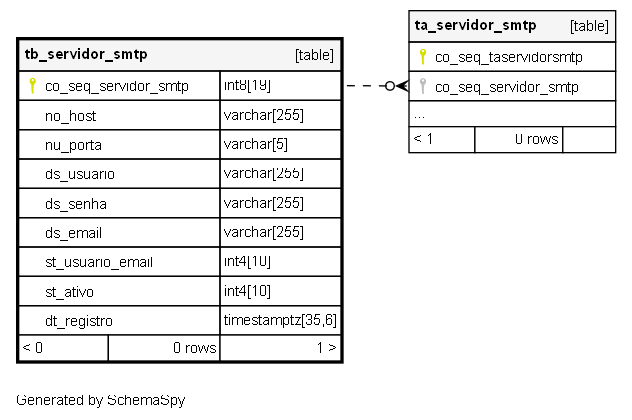 tb_servidor_smtp [table]
co_seq_servidor_smtp int8[19]
no_host varchar[255]
nu_porta varchar[5]
ds_usuario varchar[255]
ds_senha varchar[255]
ds_email varchar[255]
st_usuario_email int4[10]
st_ativo int4[10]
dt_registro timestamptz[35,6]
< 0 0 rows 1 >
ta_servidor_smtp [table]
co_seq_taservidorsmtp
co_seq_servidor_smtp
...
< 1 0 rows
Generated by SchemaSpy